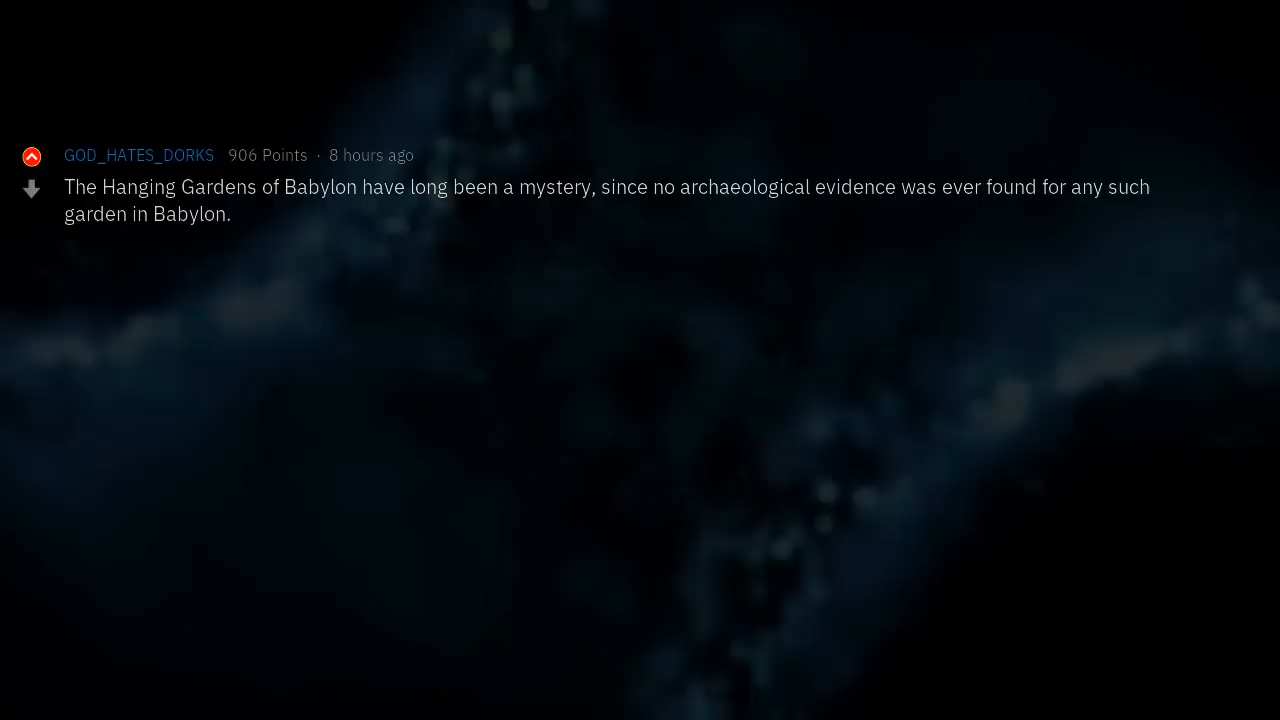 GOD_HATES_DORKS 906 Points · 8 hours ago
The Hanging Gardens of Babylon have long been a mystery, since no archaeological evidence was ever found for any such
garden in Babylon.